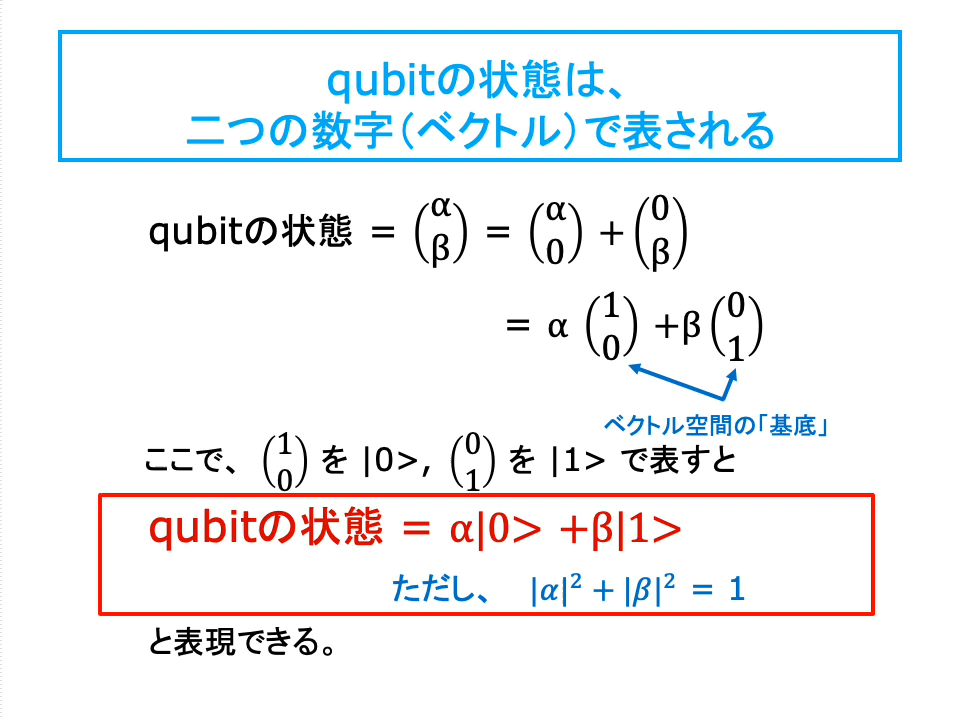 qubitの状態は、
二つの数字（ベクトル）で表される
qubitの状態 = (α β) = (α 0) + (0 β)
= α (1 0) +β (0 1)
ベクトル空間の「基底」
ここで、 (1 0) を |0>, (0 1) を |1> で表すと
qubitの状態 = α|0> +β|1>
ただし、 |α|² + |β|² = 1
と表現できる。